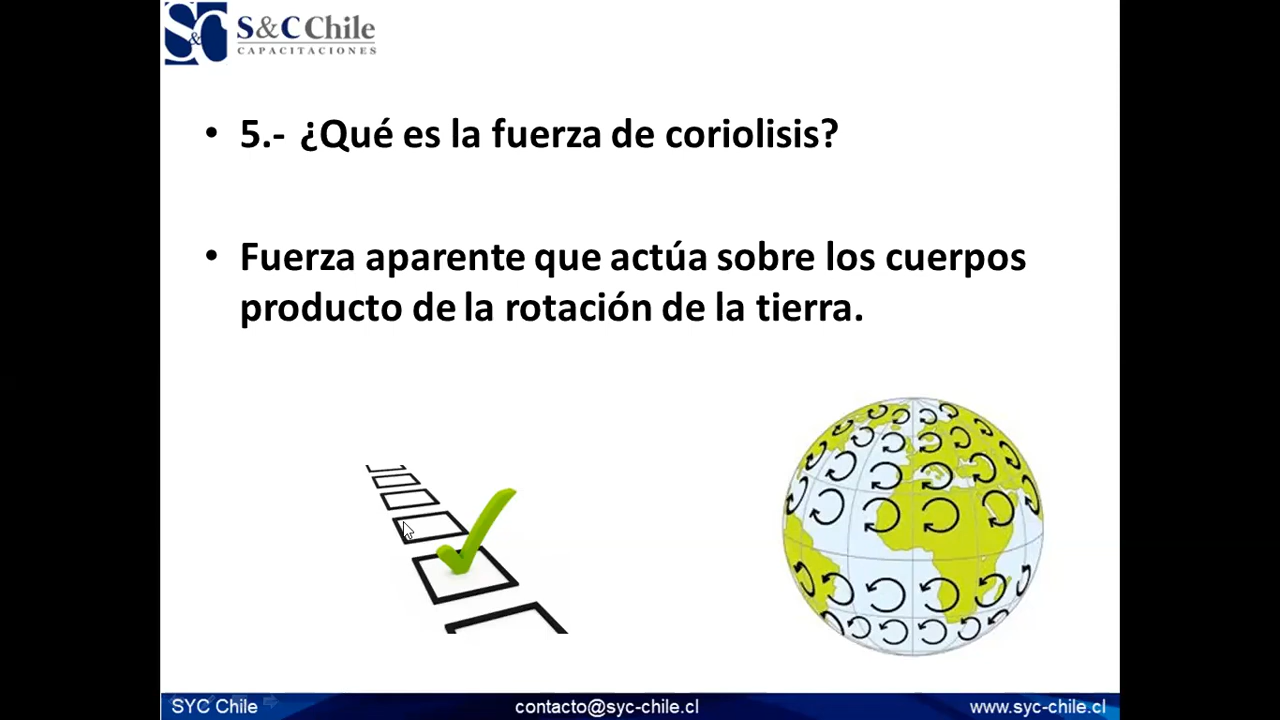 S&C Chile
CAPACITACIONES
• 5.- ¿Qué es la fuerza de coriolisis?
• Fuerza aparente que actúa sobre los cuerpos
producto de la rotación de la tierra.
SYC Chile contacto@syc-chile.cl www.syc-chile.cl